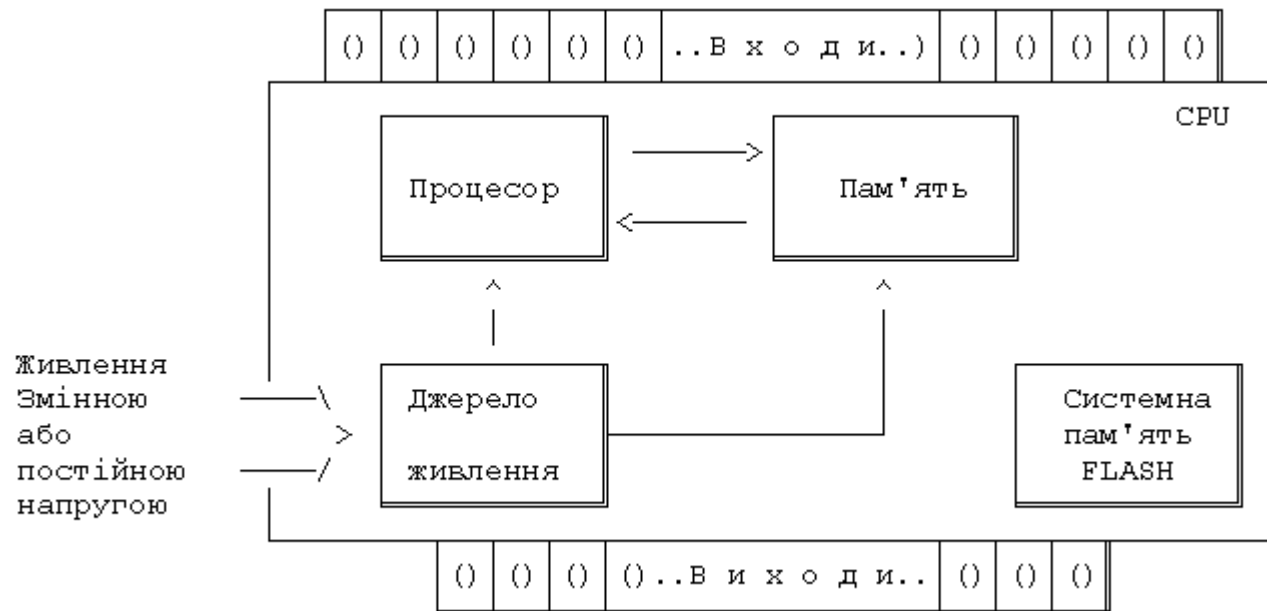 () () () () () () ..В х о д и..) () () () () ()
CPU
Процесор
Пам'ять
Живлення
Змінною
або
постійною
напругою
Джерело
живлення
Системна
пам'ять
FLASH
() () () ()..В и х о д и.. () () ()